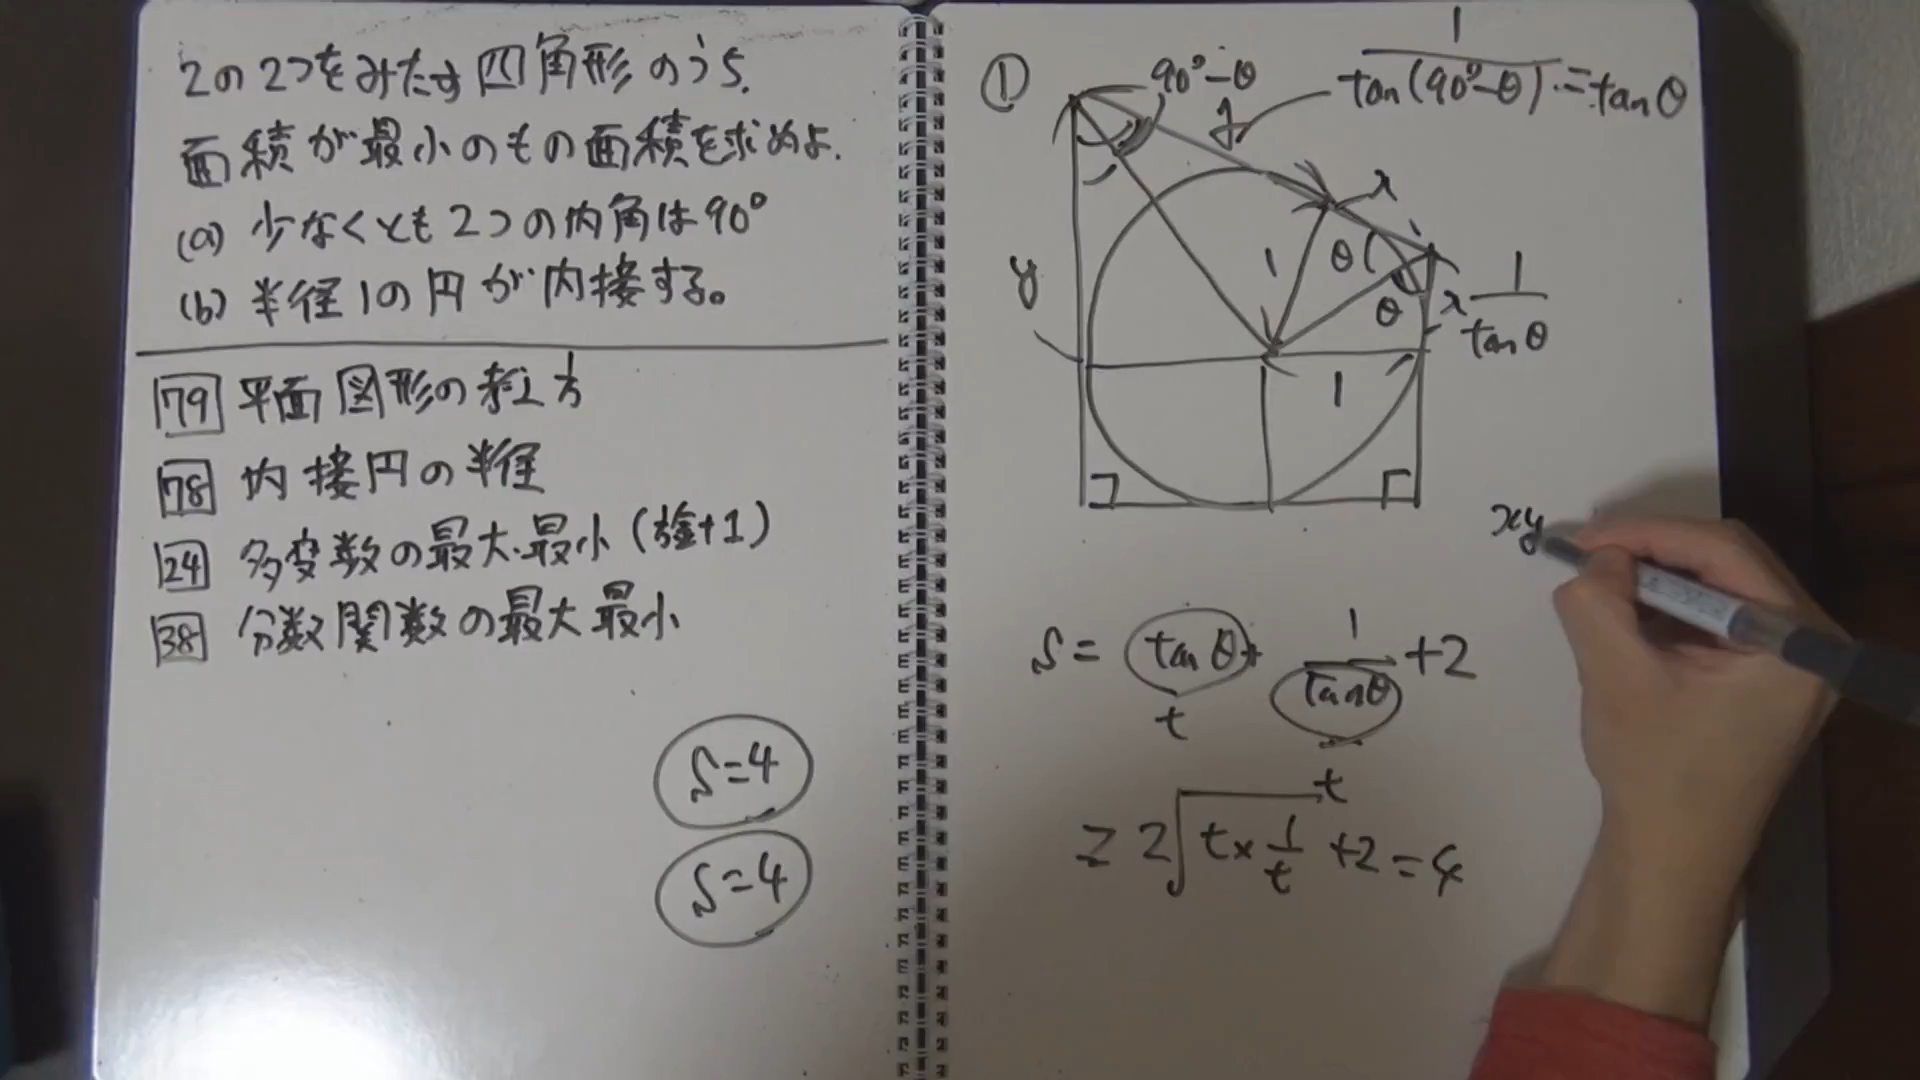 2の2つをみたす四角形のうち.
面積が最小のもの面積を求めよ.
(a) 少なくとも2つの内角は90°
(b) 半径1の円が内接する。
79 平面図形の
78 内接円の半径
24 多変数の最大・最小
38 分数関数の最大最小
S=4
S=4
①
90°-θ
y
1/tan(90°-θ) = tanθ
x
y
1
θ
θ
x
1/tanθ
1
xy
S = tanθ + 1/tanθ + 2
t
t
≧ 2√t×1/t + 2 = 4